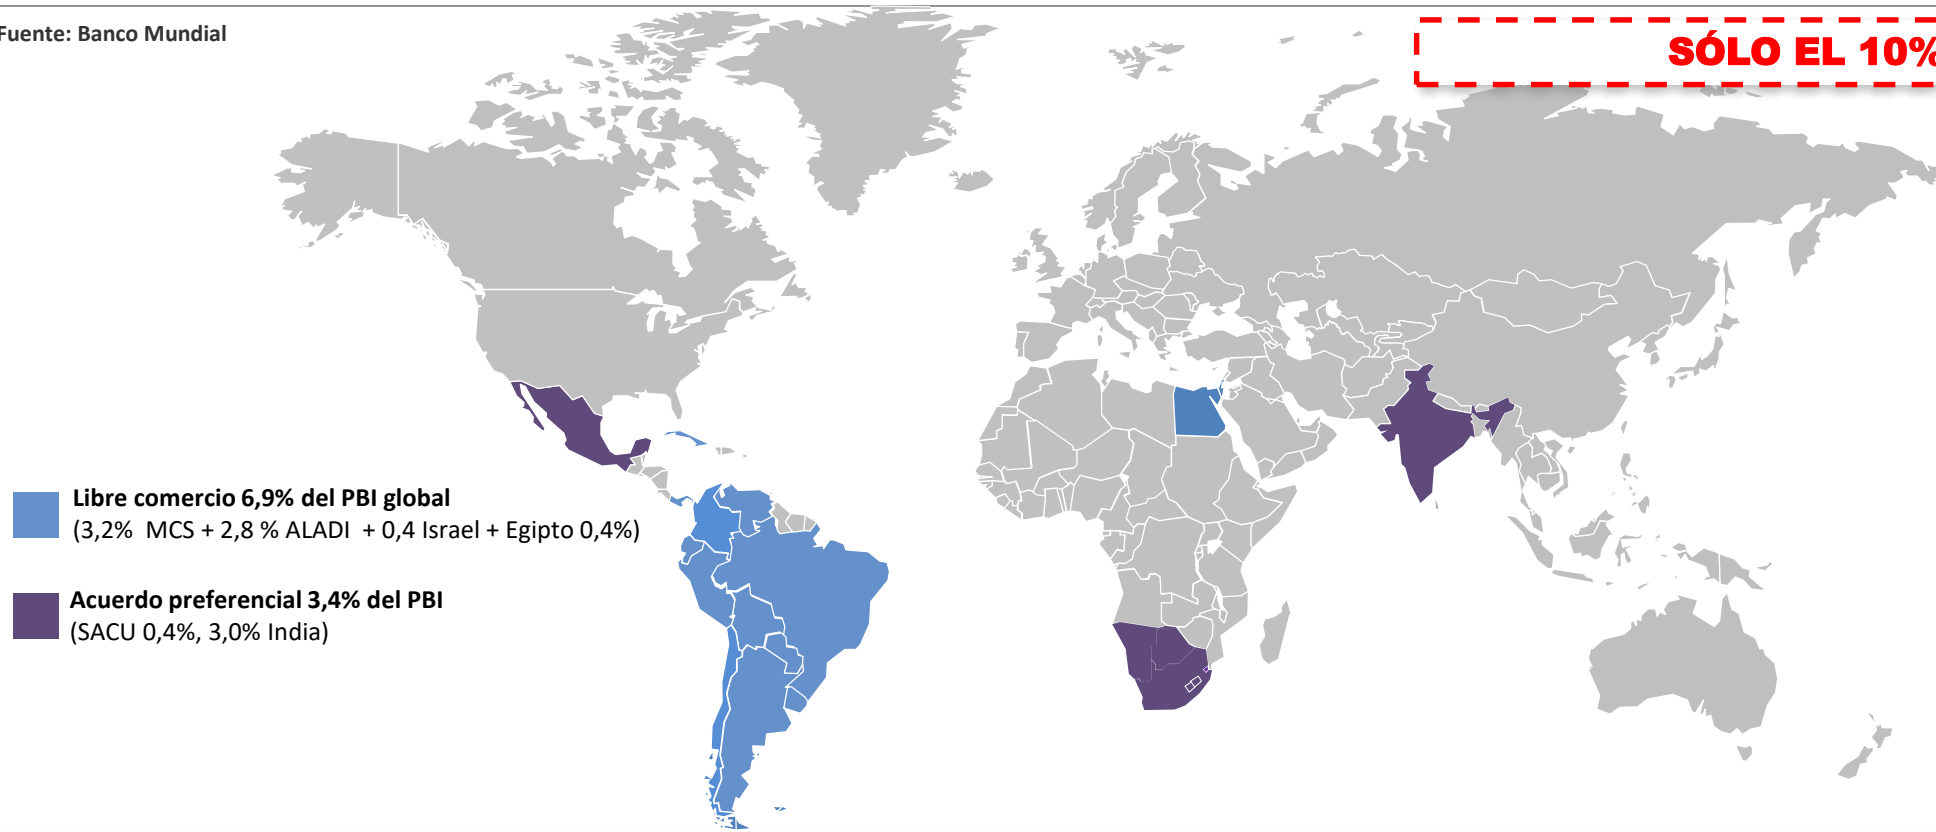 Fuente: Banco Mundial
SÓLO EL 10%
Libre comercio 6,9% del PBI global
(3,2% MCS + 2,8 % ALADI + 0,4 Israel + Egipto 0,4%)
Acuerdo preferencial 3,4% del PBI
(SACU 0,4%, 3,0% India)